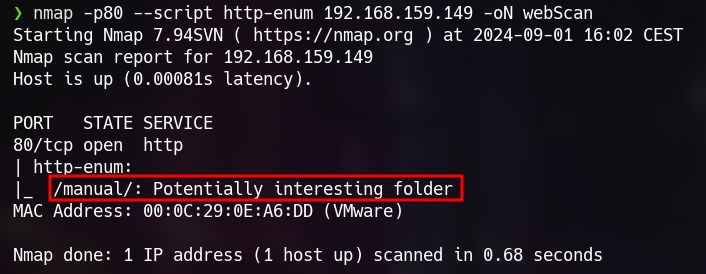 ❯ nmap -p80 --script http-enum 192.168.159.149 -oN webScan
Starting Nmap 7.94SVN ( https://nmap.org ) at 2024-09-01 16:02 CEST
Nmap scan report for 192.168.159.149
Host is up (0.00081s latency).
PORT   STATE SERVICE
80/tcp open  http
| http-enum:
|_  /manual/: Potentially interesting folder
MAC Address: 00:0C:29:0E:A6:DD (VMware)
Nmap done: 1 IP address (1 host up) scanned in 0.68 seconds